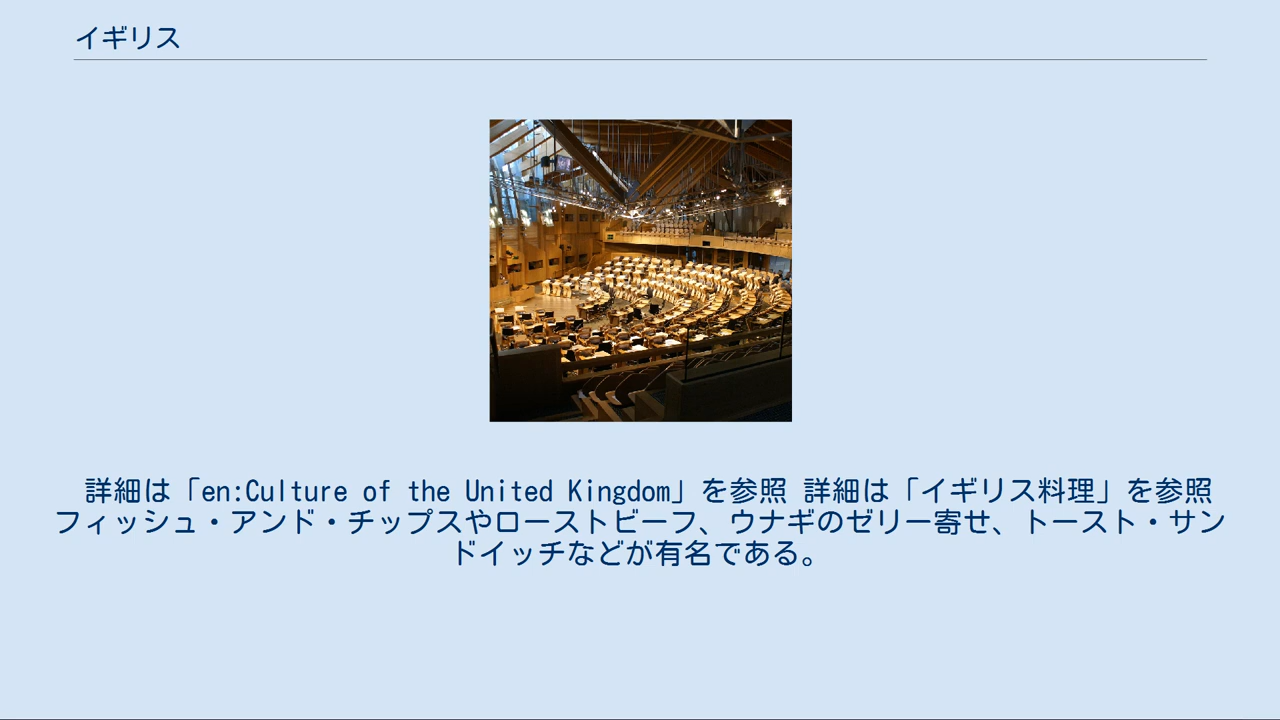 イギリス
詳細は「en:Culture of the United Kingdom」を参照 詳細は「イギリス料理」を参照
フィッシュ・アンド・チップスやローストビーフ、ウナギのゼリー寄せ、トースト・サン
ドイッチなどが有名である。